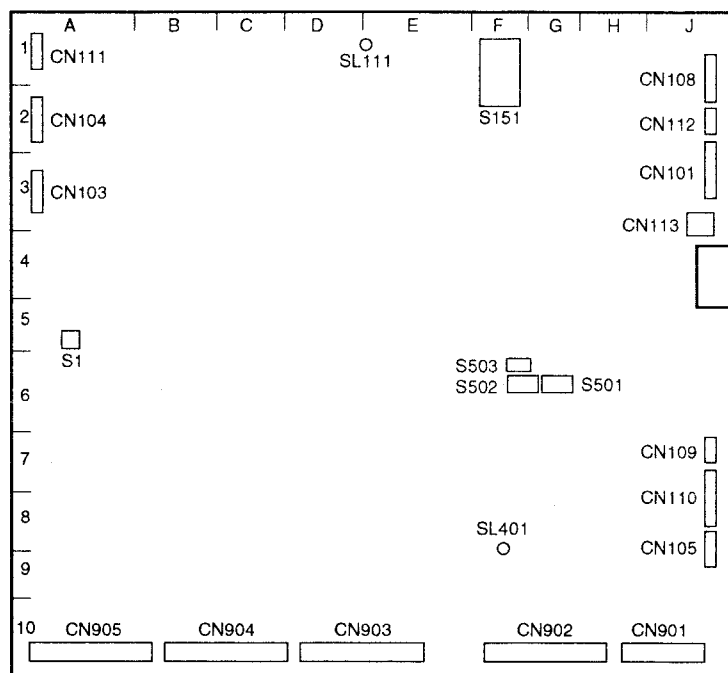 A B C D E F G H J
1 CN111 SL111 CN108
2 CN104 S151 CN112
CN101
3 CN103
CN113
4
5
S1 S503
6 S502 S501
7 CN109
CN110
8 SL401
CN105
9
10 CN905 CN904 CN903 CN902 CN901